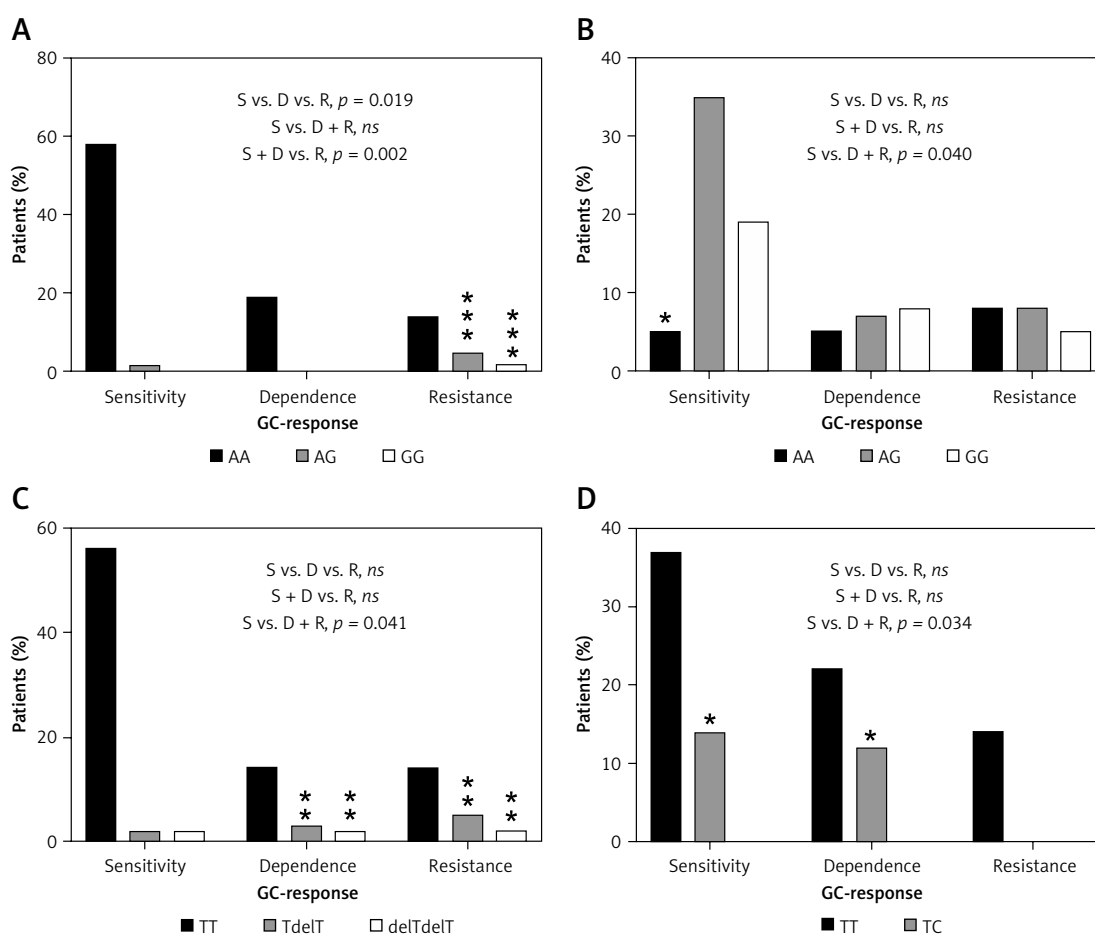 A
Patients (%)
80
60
40
20
0
S vs. D vs. R, p = 0.019
S vs. D + R, ns
S + D vs. R, p = 0.002
* * *
* * *
Sensitivity Dependence Resistance
GC-response
AA AG GG
B
Patients (%)
40
30
20
10
0
S vs. D vs. R, ns
S + D vs. R, ns
S vs. D + R, p = 0.040
*
Sensitivity Dependence Resistance
GC-response
AA AG GG
C
Patients (%)
60
40
20
0
S vs. D vs. R, ns
S + D vs. R, ns
S vs. D + R, p = 0.041
* *
* *
* *
* *
Sensitivity Dependence Resistance
GC-response
TT TdelT delTdelT
D
Patients (%)
40
30
20
10
0
S vs. D vs. R, ns
S + D vs. R, ns
S vs. D + R, p = 0.034
*
*
Sensitivity Dependence Resistance
GC-response
TT TC